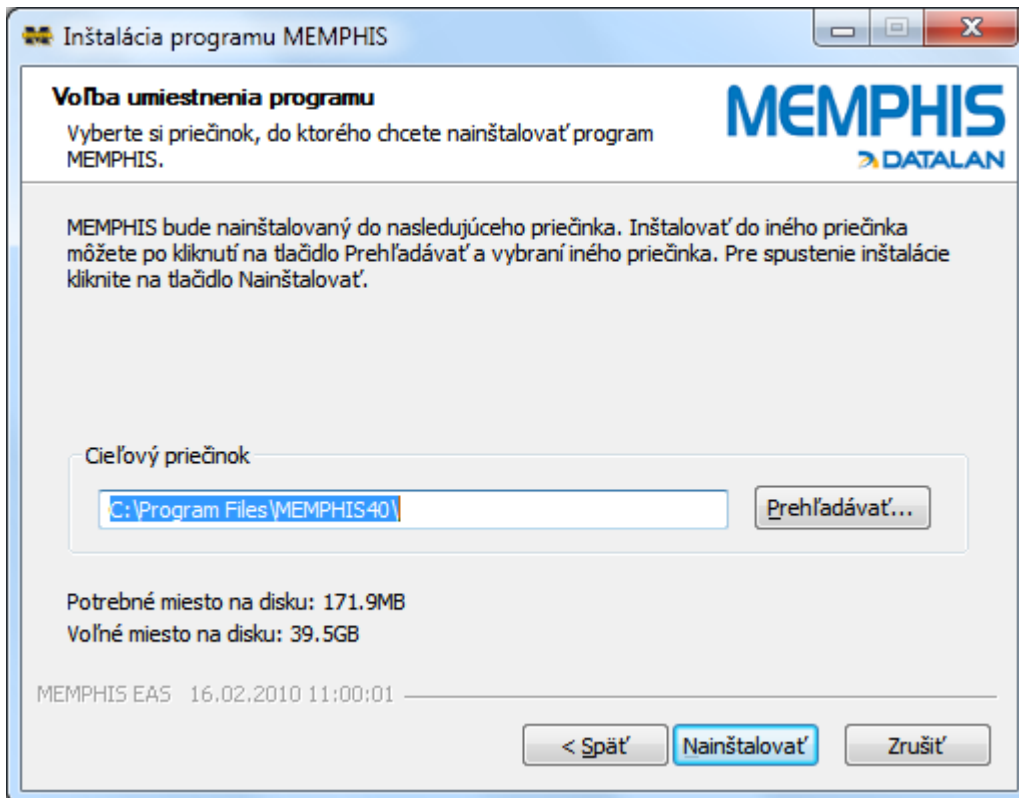 Inštalácia programu MEMPHIS
Voľba umiestnenia programu
Vyberte si priečinok, do ktorého chcete nainštalovať program
MEMPHIS.
MEMPHIS
DATALAN
MEMPHIS bude nainštalovaný do nasledujúceho priečinka. Inštalovať do iného priečinka
môžete po kliknutí na tlačidlo Prehľadávať a vybraní iného priečinka. Pre spustenie inštalácie
kliknite na tlačidlo Nainštalovať.
Cieľový priečinok
C:\Program Files\MEMPHIS40\
Prehľadávať...
Potrebné miesto na disku: 171.9MB
Voľné miesto na disku: 39.5GB
MEMPHIS EAS 16.02.2010 11:00:01
< Späť
Nainštalovať
Zrušiť